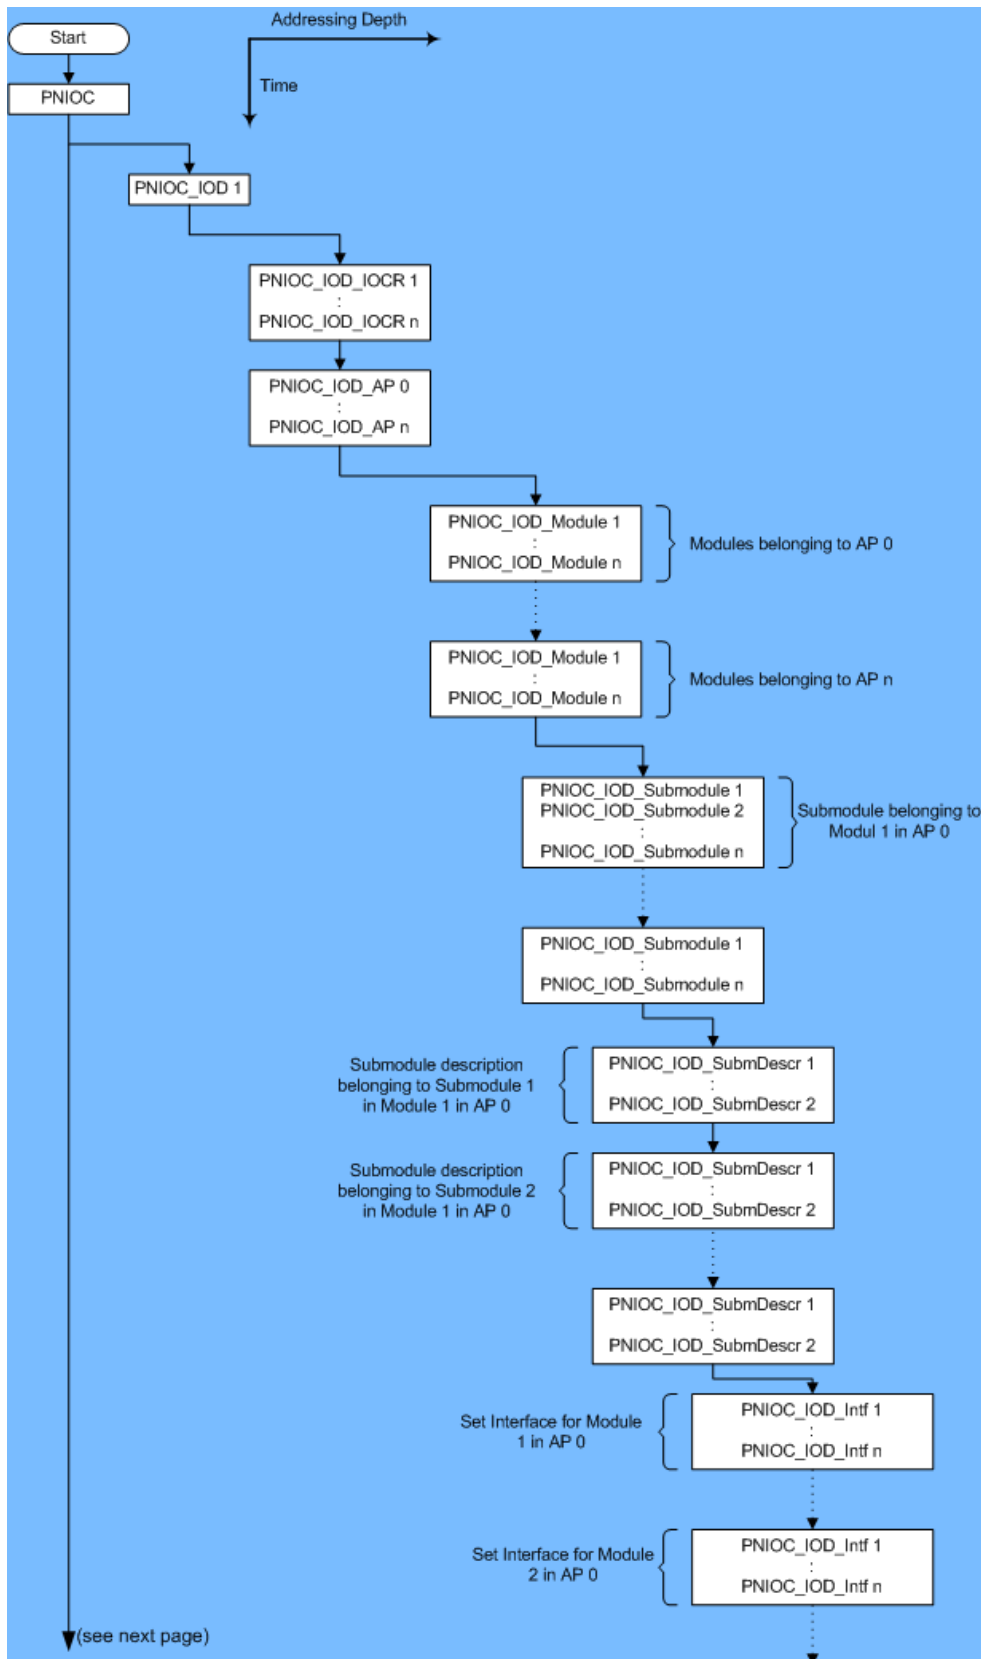 Addressing Depth
Start
Time
PNIOC
PNIOC_IOD 1
PNIOC_IOD_IOCR 1
:
PNIOC_IOD_IOCR n
PNIOC_IOD_AP 0
:
PNIOC_IOD_AP n
PNIOC_IOD_Module 1
:
PNIOC_IOD_Module n
Modules belonging to AP 0
PNIOC_IOD_Module 1
:
PNIOC_IOD_Module n
Modules belonging to AP n
PNIOC_IOD_Submodule 1
PNIOC_IOD_Submodule 2
:
PNIOC_IOD_Submodule n
Submodule belonging to
Modul 1 in AP 0
PNIOC_IOD_Submodule 1
:
PNIOC_IOD_Submodule n
Submodule description
belonging to Submodule 1
in Module 1 in AP 0
PNIOC_IOD_SubmDescr 1
:
PNIOC_IOD_SubmDescr 2
Submodule description
belonging to Submodule 2
in Module 1 in AP 0
PNIOC_IOD_SubmDescr 1
:
PNIOC_IOD_SubmDescr 2
PNIOC_IOD_SubmDescr 1
:
PNIOC_IOD_SubmDescr 2
Set Interface for Module
1 in AP 0
PNIOC_IOD_Intf 1
:
PNIOC_IOD_Intf n
Set Interface for Module
2 in AP 0
PNIOC_IOD_Intf 1
:
PNIOC_IOD_Intf n
(see next page)